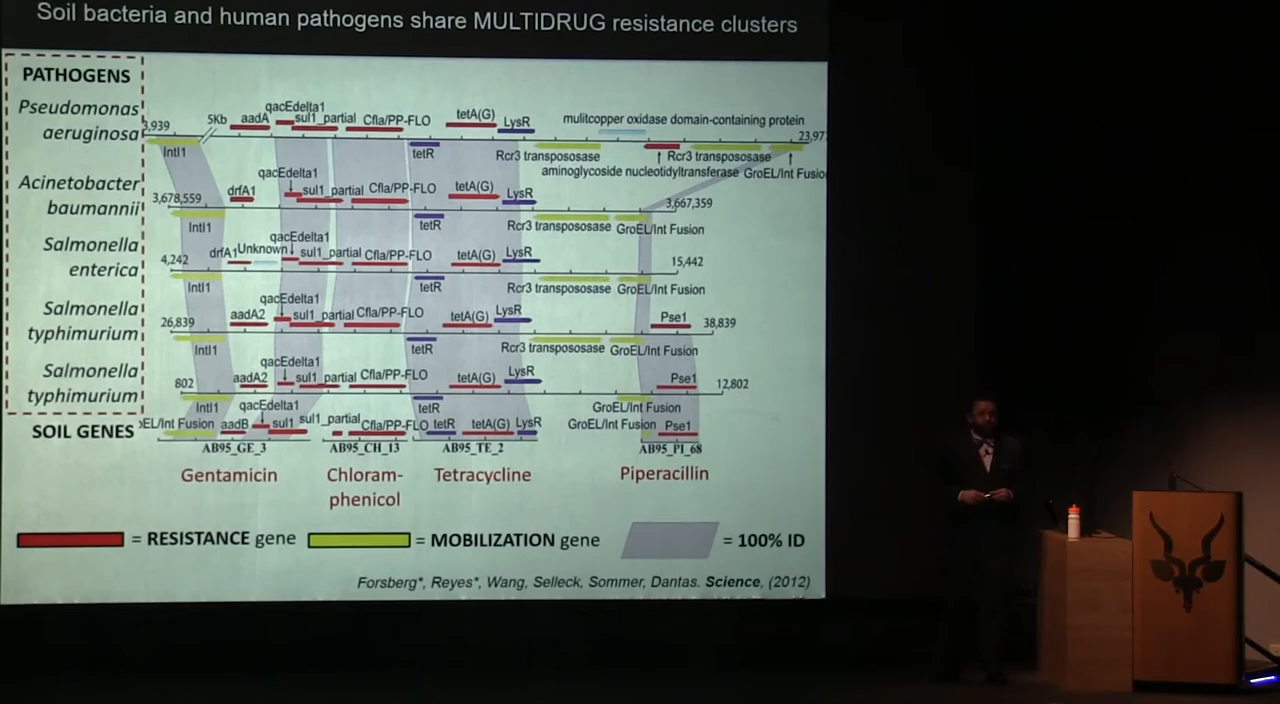 Soil bacteria and human pathogens share MULTIDRUG resistance clusters
PATHOGENS
Pseudomonas
aeruginosa
3,939
5Kb
aadA
qacEdelta1
sul1_partial
Cfla/PP-FLO
tetA(G)
LysR
mulitcopper oxidase domain-containing protein
23,97
IntI1
tetR
Rcr3 transpososase
Rcr3 transpososase
aminoglycoside nucleotidyltransferase
GroEL/Int Fusio
Acinetobacter
baumannii
3,678,559
drfA1
qacEdelta1
sul1_partial
Cfla/PP-FLO
tetA(G)
LysR
3,667,359
IntI1
tetR
Rcr3 transpososase
GroEL/Int Fusion
Salmonella
enterica
4,242
drfA1
Unknown
qacEdelta1
sul1_partial
Cfla/PP-FLO
tetA(G)
LysR
15,442
IntI1
tetR
Rcr3 transpososase
GroEL/Int Fusion
Salmonella
typhimurium
26,839
aadA2
qacEdelta1
sul1_partial
Cfla/PP-FLO
tetA(G)
LysR
Pse1
38,839
IntI1
tetR
Rcr3 transpososase
GroEL/Int Fusion
Salmonella
typhimurium
802
aadA2
qacEdelta1
sul1_partial
Cfla/PP-FLO
tetA(G)
LysR
Pse1
12,802
IntI1
tetR
GroEL/Int Fusion
SOIL GENES
EL/Int Fusion
aadB
qacEdelta1
sul1
sul1_partial
Cfla/PP-FLO
tetR
tetA(G)
LysR
GroEL/Int Fusion
Pse1
AB95_GE_3
AB95_CH_13
AB95_TE_2
AB95_PI_68
Gentamicin
Chloram-
phenicol
Tetracycline
Piperacillin
= RESISTANCE gene
= MOBILIZATION gene
= 100% ID
Forsberg*, Reyes*, Wang, Selleck, Sommer, Dantas. Science, (2012)